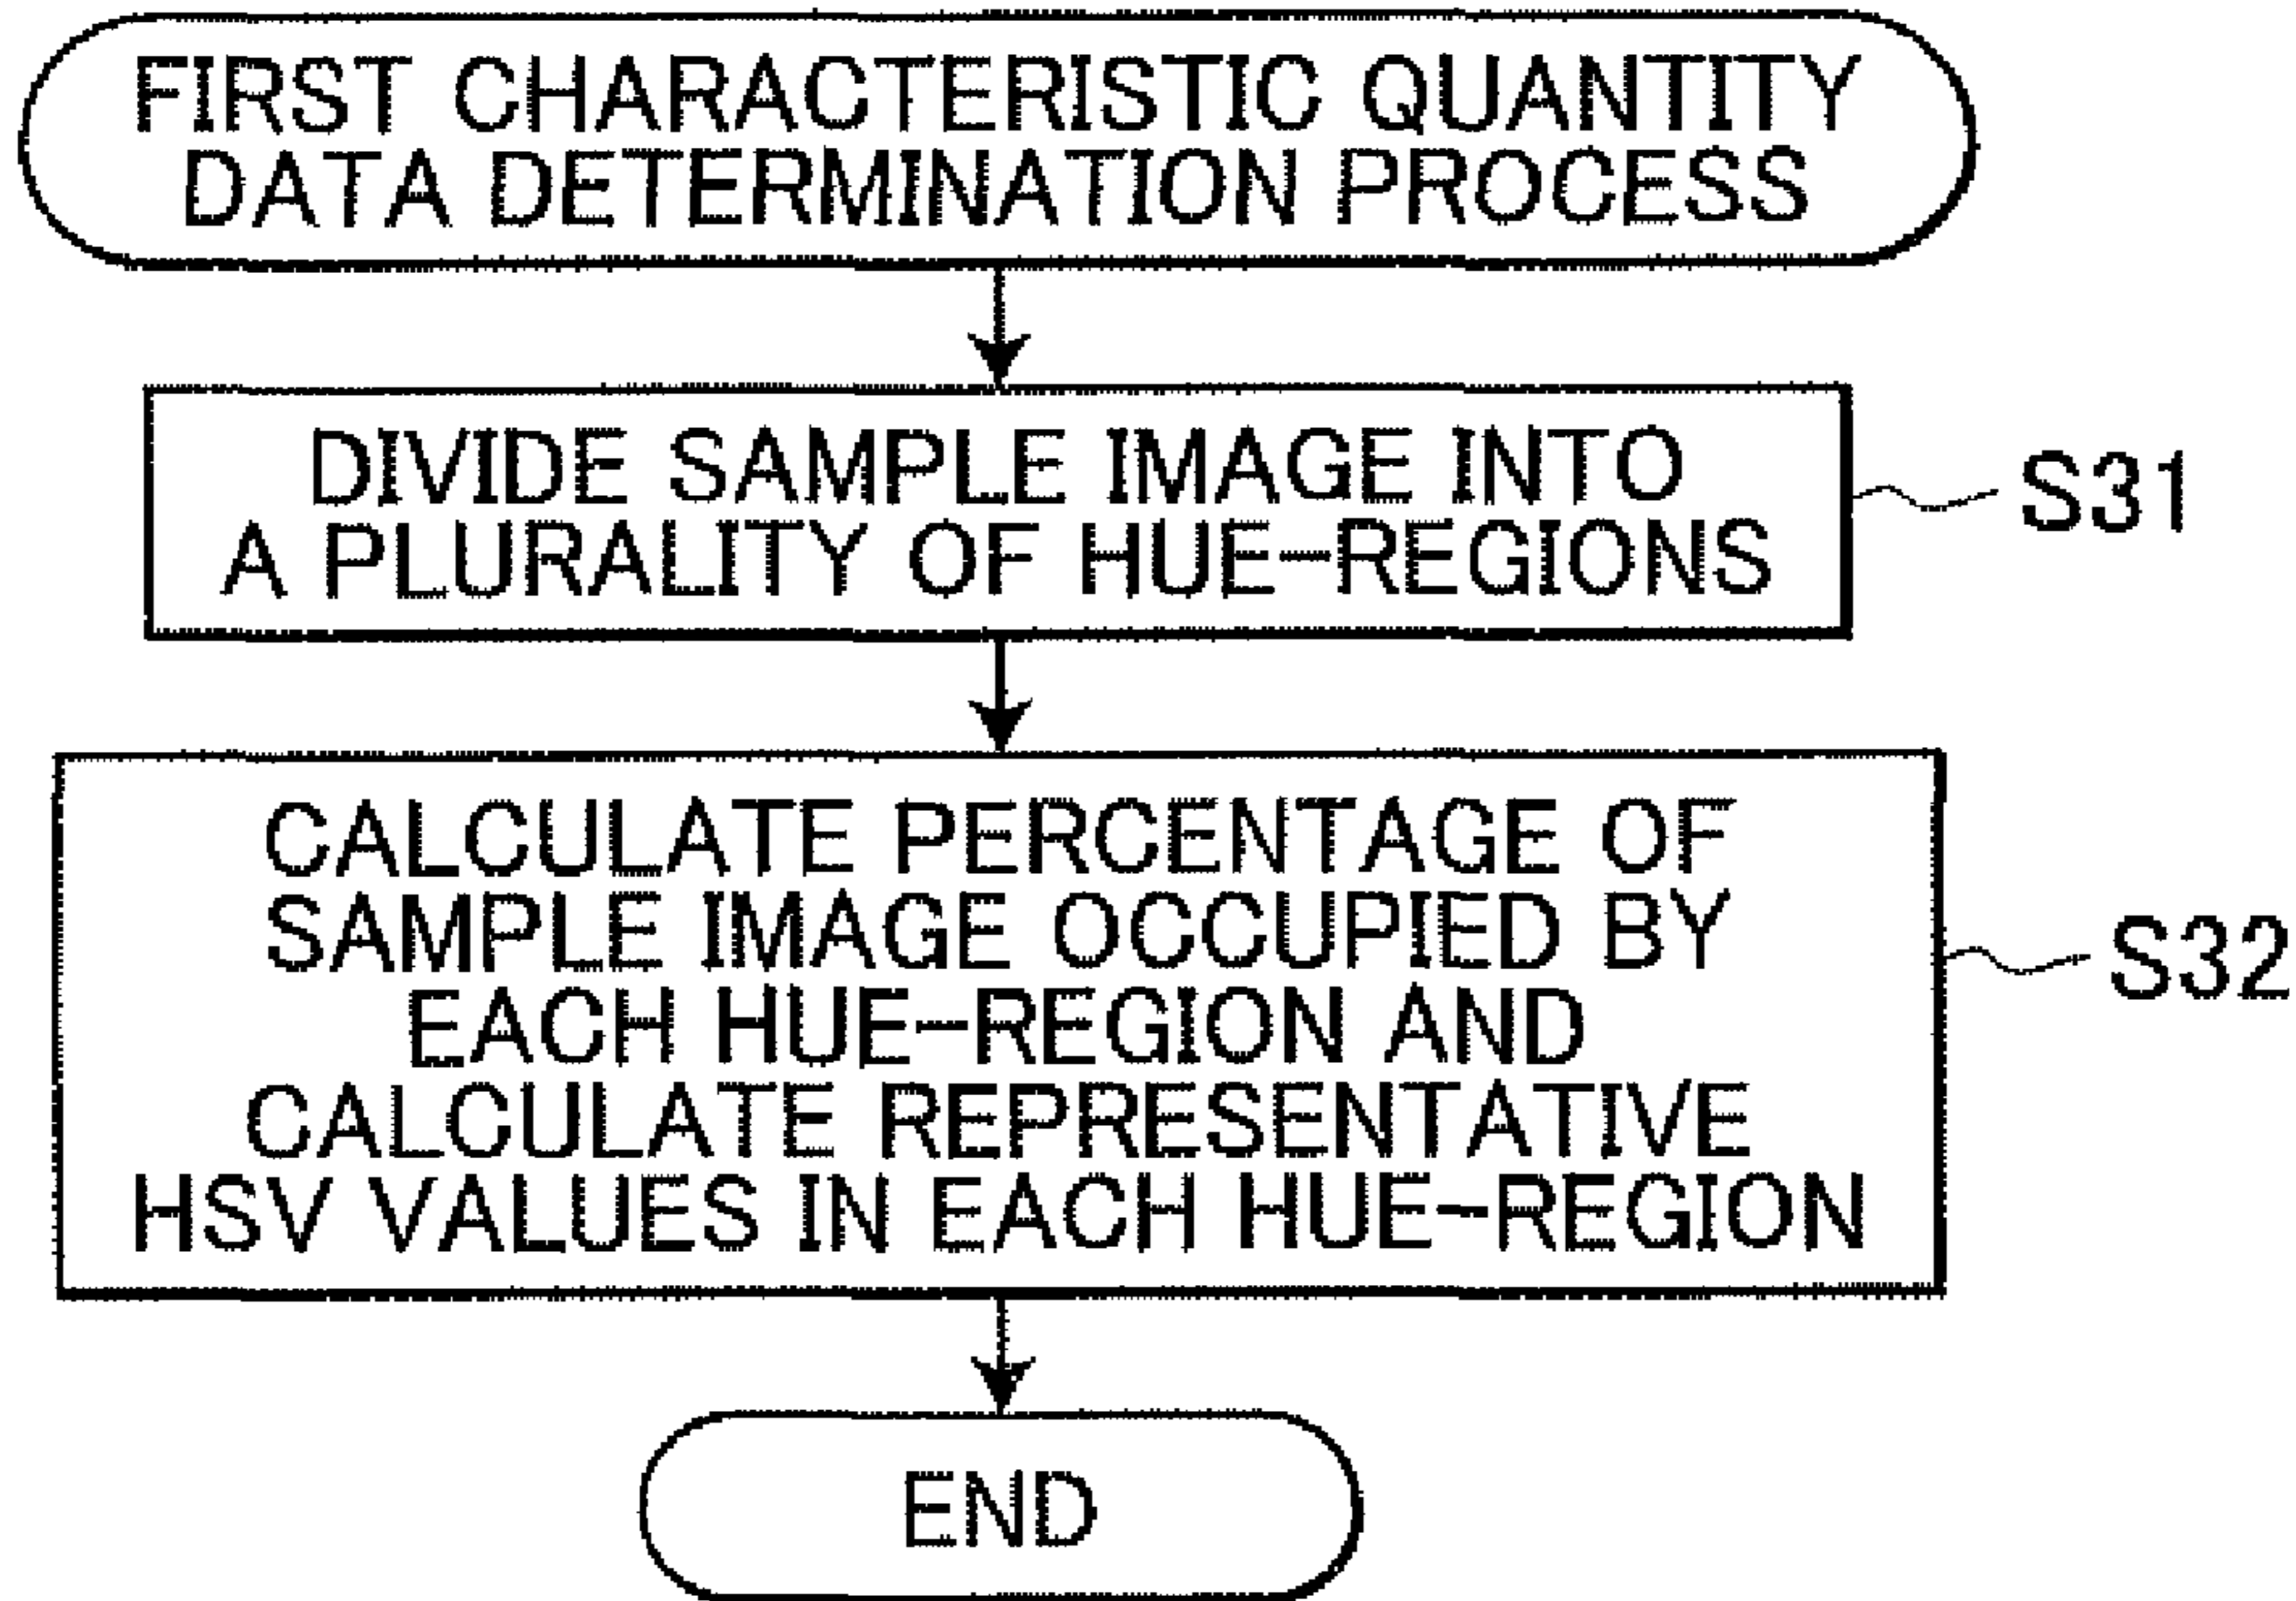 FIRST CHARACTERISTIC QUANTITY
DATA DETERMINATION PROCESS
DIVIDE SAMPLE IMAGE INTO
A PLURALITY OF HUE-REGIONS
S31
CALCULATE PERCENTAGE OF
SAMPLE IMAGE OCCUPIED BY
EACH HUE-REGION AND
CALCULATE REPRESENTATIVE
HSV VALUES IN EACH HUE-REGION
S32
END